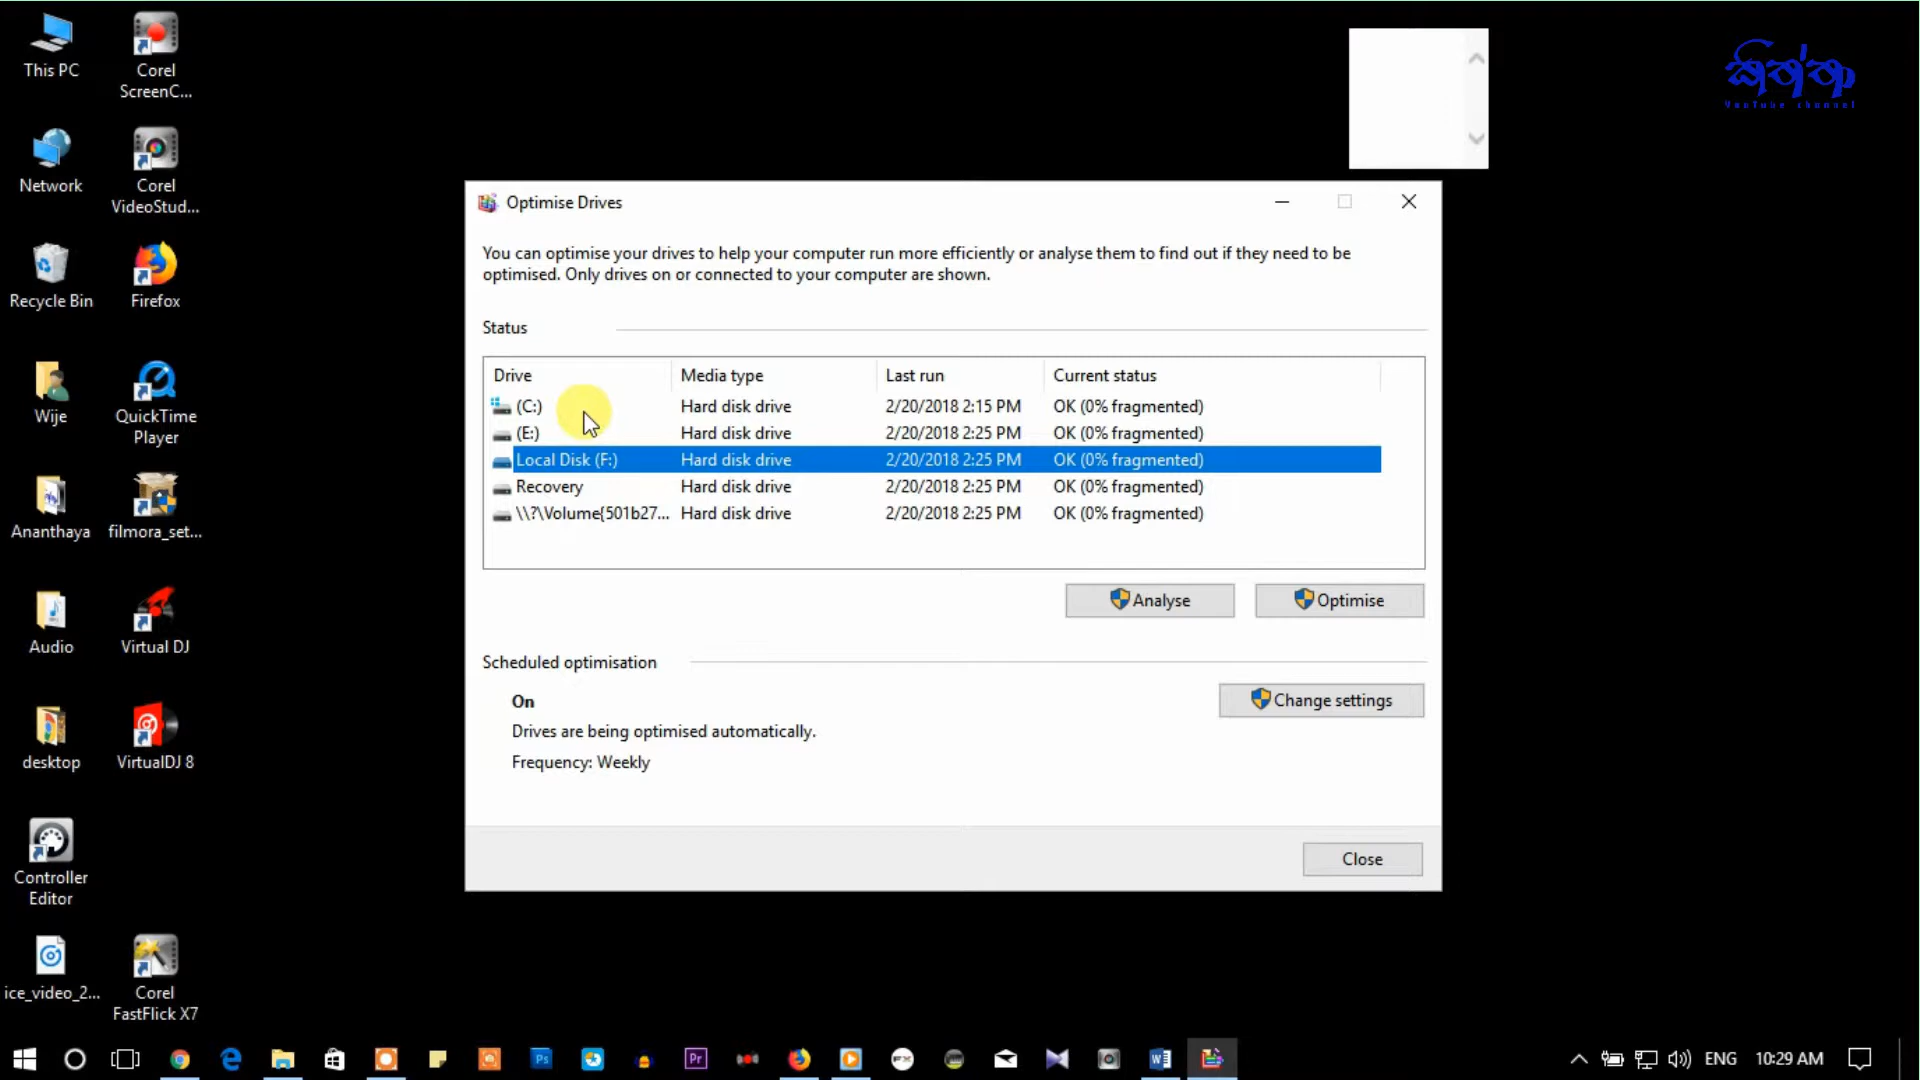 This PC
Corel
ScreenC...
කිත්ක
YouTube channel
Network
Corel
VideoStud...
Recycle Bin
Firefox
Wije
QuickTime
Player
Ananthaya
filmora_set...
Audio
Virtual DJ
desktop
VirtualDJ 8
Controller
Editor
ice_video_2...
Corel
FastFlick X7
Optimise Drives
You can optimise your drives to help your computer run more efficiently or analyse them to find out if they need to be
optimised. Only drives on or connected to your computer are shown.
Status
Drive Media type Last run Current status
(C:) Hard disk drive 2/20/2018 2:15 PM OK (0% fragmented)
(E:) Hard disk drive 2/20/2018 2:25 PM OK (0% fragmented)
Local Disk (F:) Hard disk drive 2/20/2018 2:25 PM OK (0% fragmented)
Recovery Hard disk drive 2/20/2018 2:25 PM OK (0% fragmented)
\\?\Volume{501b27... Hard disk drive 2/20/2018 2:25 PM OK (0% fragmented)
Analyse Optimise
Scheduled optimisation
On
Change settings
Drives are being optimised automatically.
Frequency: Weekly
Close
Ps Pr FX W ENG 10:29 AM